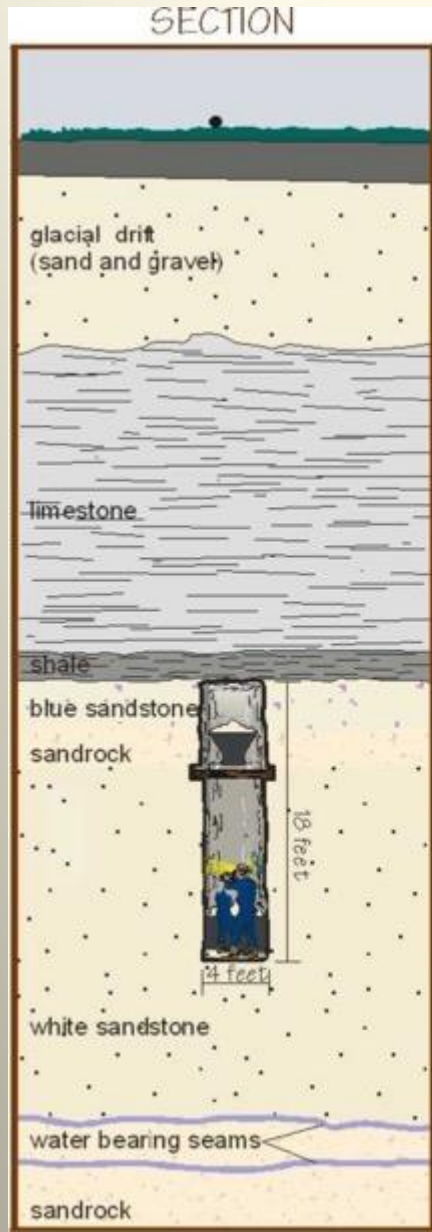 SECTION
glacial drift
(sand and gravel)
limestone
shale
blue sandstone
sandrock
18 feet
4 feet
white sandstone
water bearing seams
sandrock